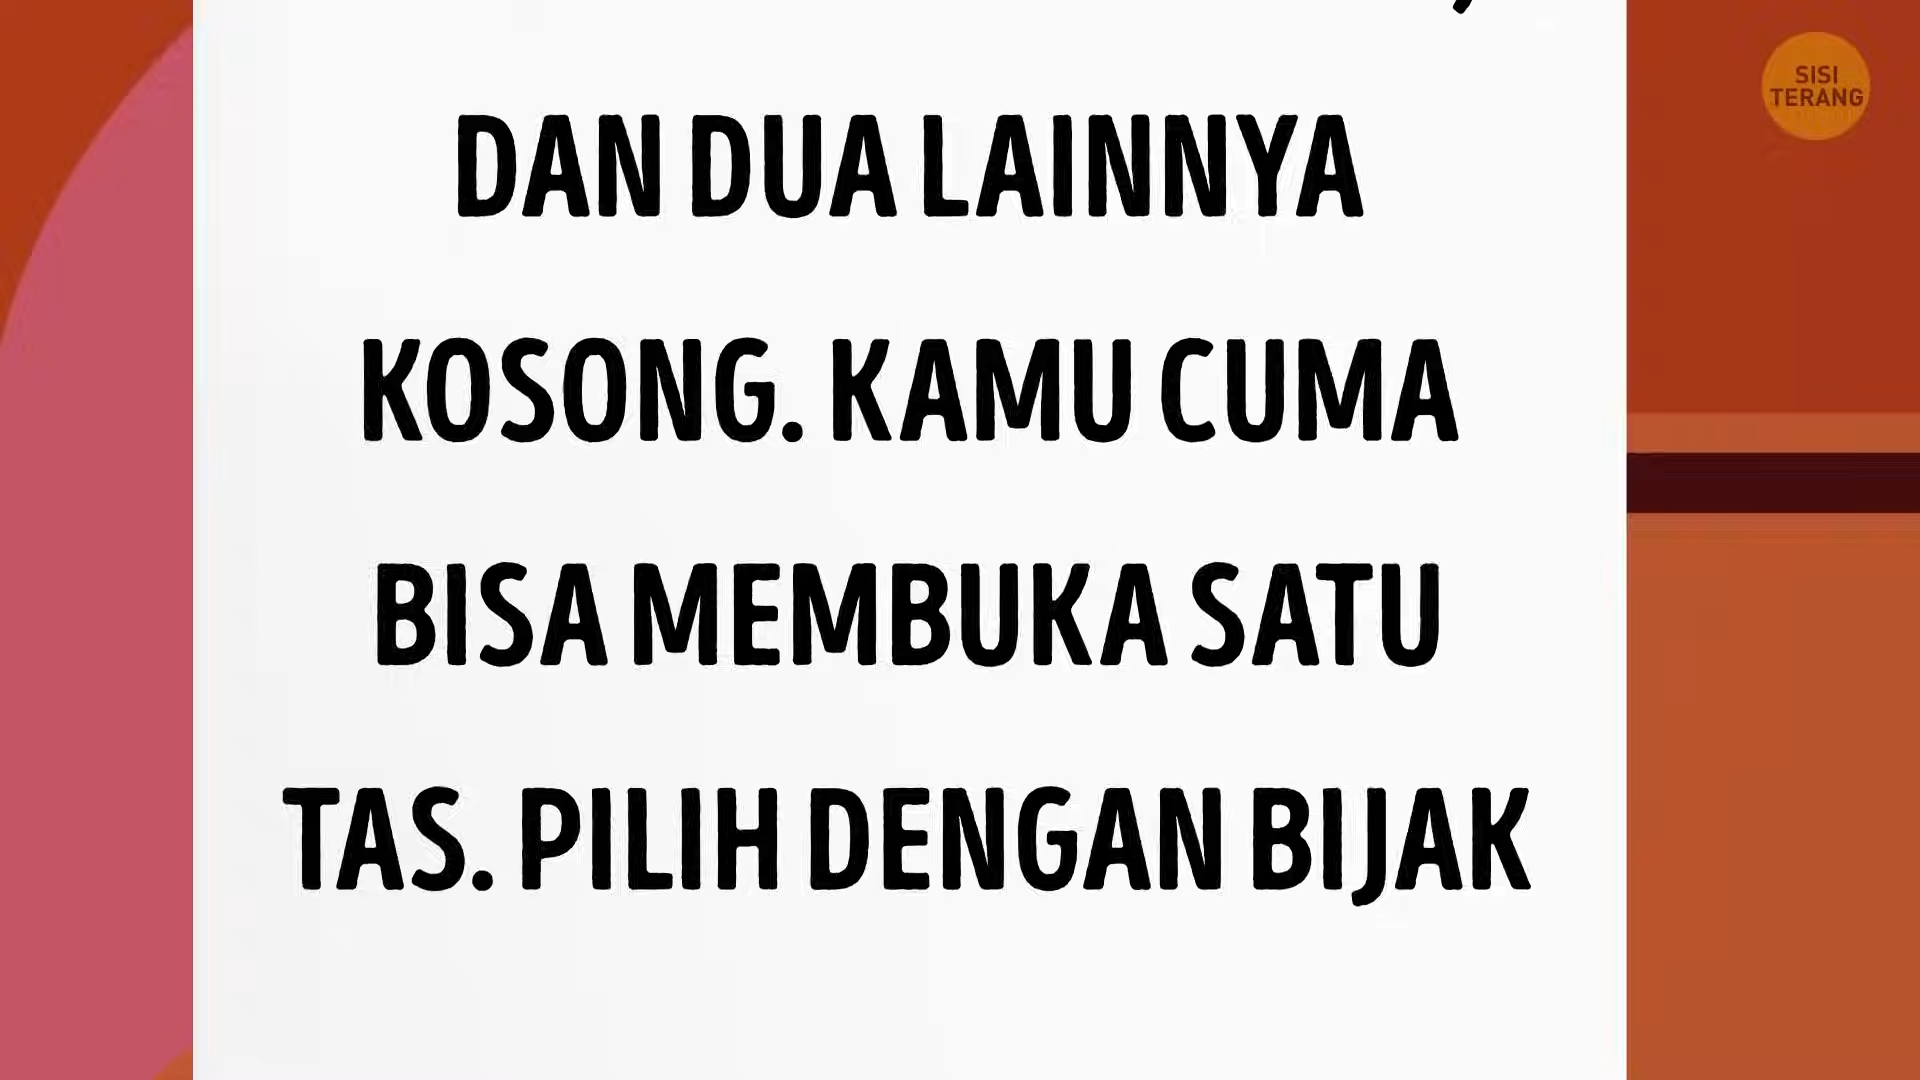 SISI
TERANG
DAN DUA LAINNYA
KOSONG. KAMU CUMA
BISA MEMBUKA SATU
TAS. PILIH DENGAN BIJAK